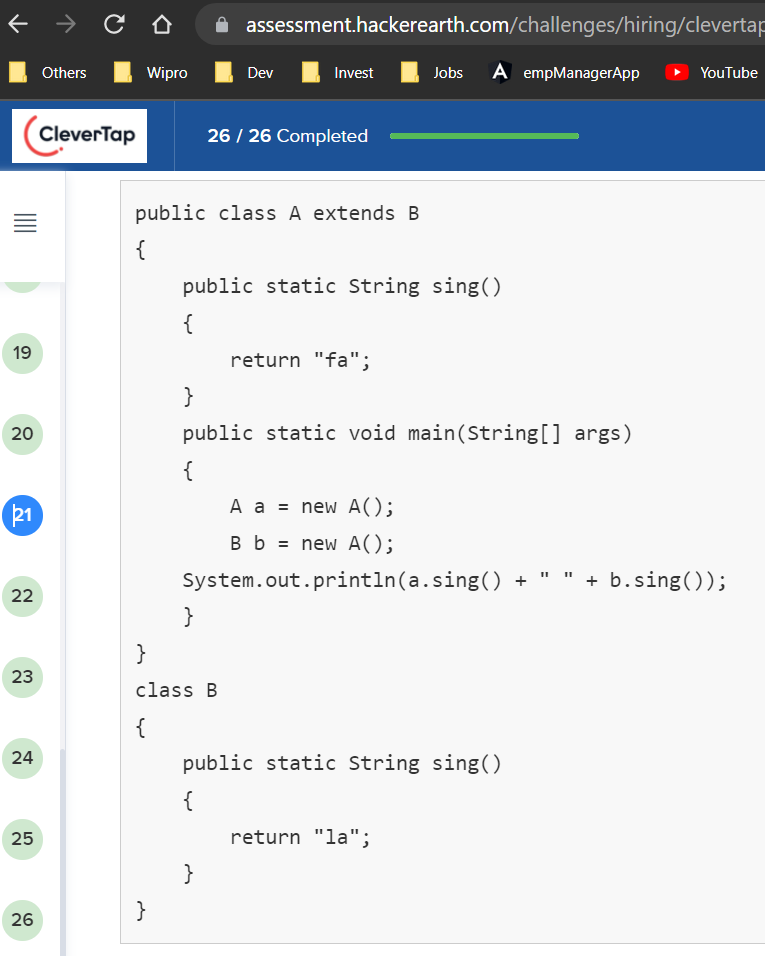 assessment.hackerearth.com/challenges/hiring/clevertap
Others Wipro Dev Invest Jobs empManagerApp YouTube
CleverTap 26 / 26 Completed
19
20
21
22
23
24
25
26
public class A extends B
{
    public static String sing()
    {
        return "fa";
    }
    public static void main(String[] args)
    {
        A a = new A();
        B b = new A();
    System.out.println(a.sing() + " " + b.sing());
    }
}
class B
{
    public static String sing()
    {
        return "la";
    }
}